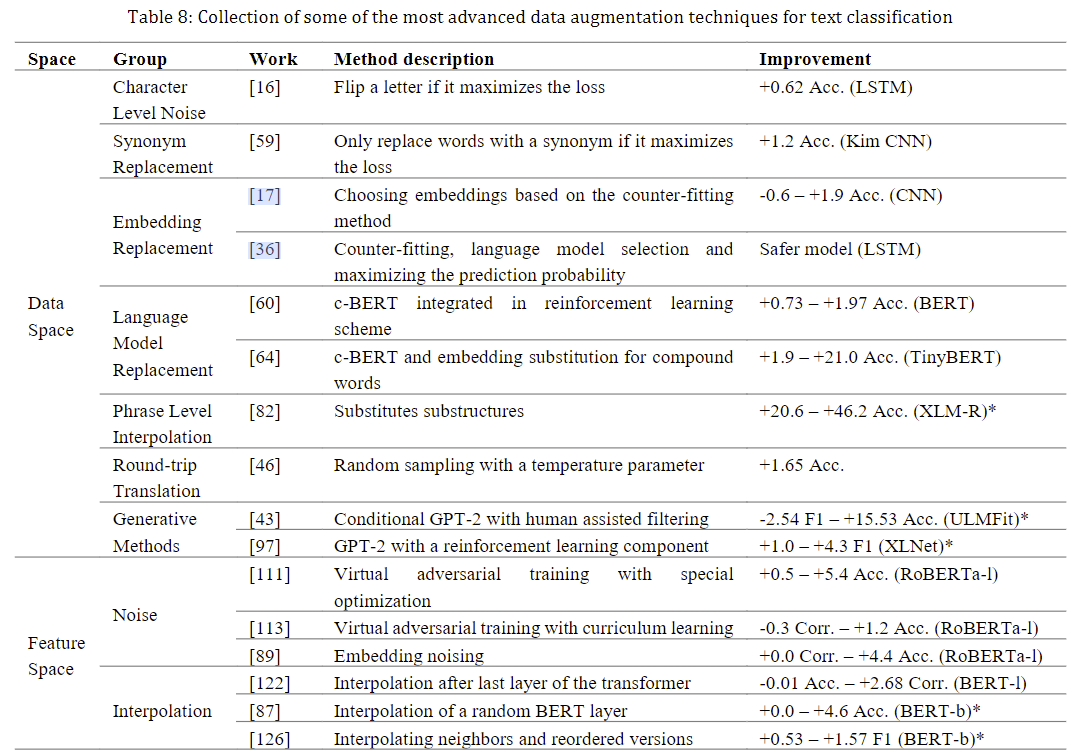 Table 8: Collection of some of the most advanced data augmentation techniques for text classification
Space Group Work Method description Improvement
Data
Space
Character
Level Noise
[16] Flip a letter if it maximizes the loss +0.62 Acc. (LSTM)
Synonym
Replacement
[59] Only replace words with a synonym if it maximizes
the loss
+1.2 Acc. (Kim CNN)
Embedding
Replacement
[17] Choosing embeddings based on the counter-fitting
method
-0.6 – +1.9 Acc. (CNN)
[36] Counter-fitting, language model selection and
maximizing the prediction probability
Safer model (LSTM)
Language
Model
Replacement
[60] c-BERT integrated in reinforcement learning
scheme
+0.73 – +1.97 Acc. (BERT)
[64] c-BERT and embedding substitution for compound
words
+1.9 – +21.0 Acc. (TinyBERT)
Phrase Level
Interpolation
[82] Substitutes substructures +20.6 – +46.2 Acc. (XLM-R)*
Round-trip
Translation
[46] Random sampling with a temperature parameter +1.65 Acc.
Generative
Methods
[43] Conditional GPT-2 with human assisted filtering -2.54 F1 – +15.53 Acc. (ULMFit)*
[97] GPT-2 with a reinforcement learning component +1.0 – +4.3 F1 (XLNet)*
Feature
Space
Noise
[111] Virtual adversarial training with special
optimization
+0.5 – +5.4 Acc. (RoBERTa-l)
[113] Virtual adversarial training with curriculum learning -0.3 Corr. – +1.2 Acc. (RoBERTa-l)
[89] Embedding noising +0.0 Corr. – +4.4 Acc. (RoBERTa-l)
Interpolation
[122] Interpolation after last layer of the transformer -0.01 Acc. – +2.68 Corr. (BERT-l)
[87] Interpolation of a random BERT layer +0.0 – +4.6 Acc. (BERT-b)*
[126] Interpolating neighbors and reordered versions +0.53 – +1.57 F1 (BERT-b)*